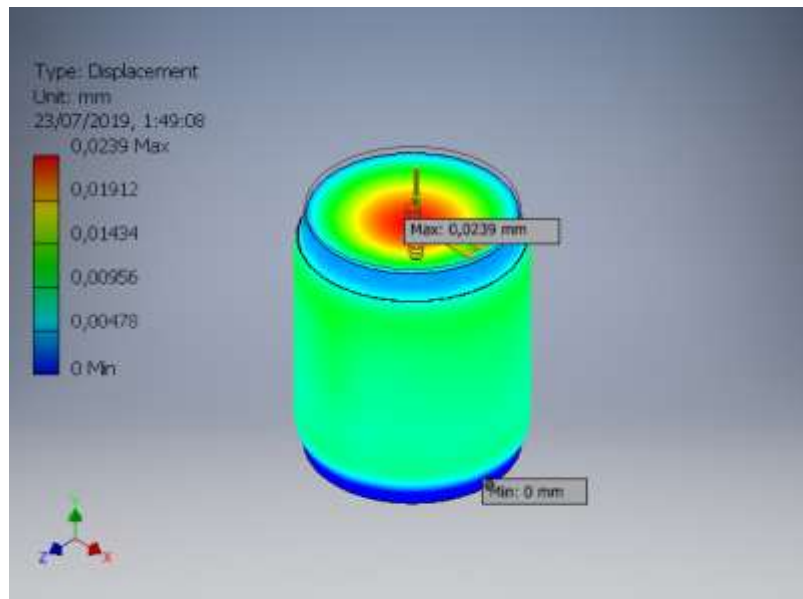 Type: Displacement
Unit: mm
23/07/2019, 1:49:08
0,0239 Max
0,01912
0,01434
0,00956
0,00478
0 Min
Max: 0,0239 mm
Min: 0 mm
Y
Z
X